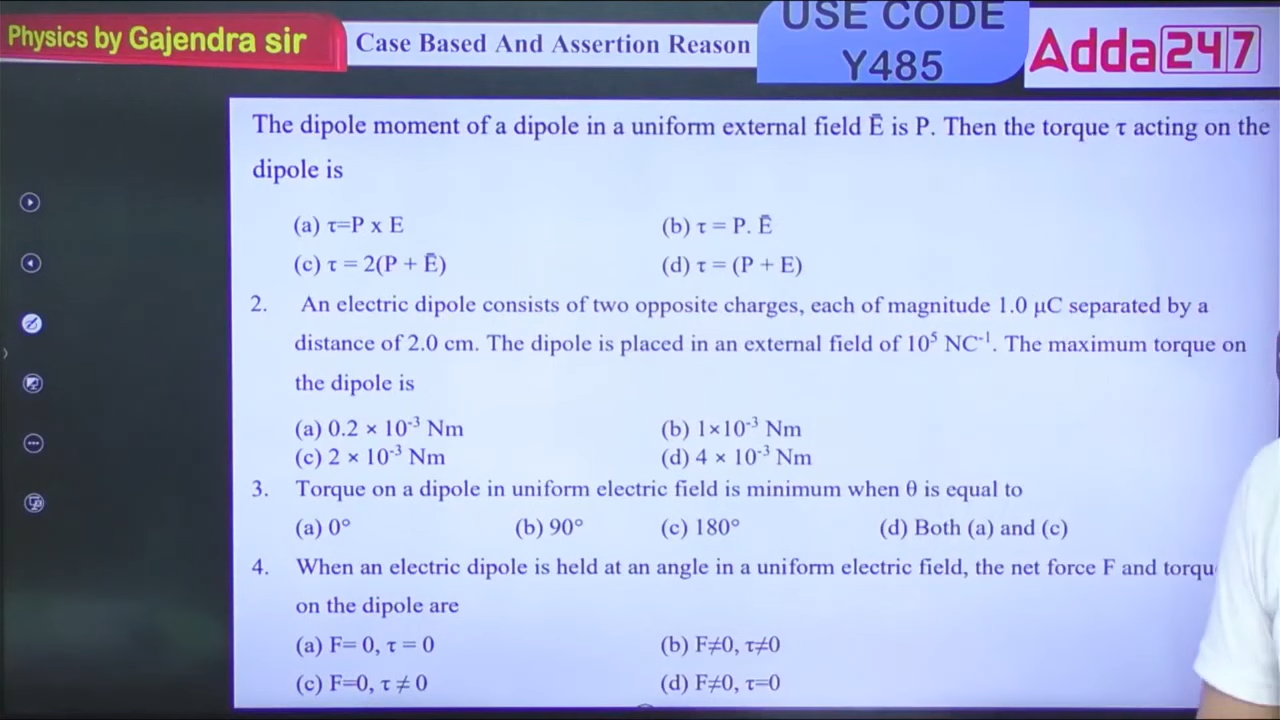 Physics by Gajendra sir
Case Based And Assertion Reason
USE CODE
Y485
Adda247
The dipole moment of a dipole in a uniform external field Ē is P. Then the torque τ acting on the
dipole is
(a) τ=P x E (b) τ = P. Ē
(c) τ = 2(P + Ē) (d) τ = (P + E)
2. An electric dipole consists of two opposite charges, each of magnitude 1.0 μC separated by a
distance of 2.0 cm. The dipole is placed in an external field of 10⁵ NC⁻¹. The maximum torque on
the dipole is
(a) 0.2 × 10⁻³ Nm (b) 1×10⁻³ Nm
(c) 2 × 10⁻³ Nm (d) 4 × 10⁻³ Nm
3. Torque on a dipole in uniform electric field is minimum when θ is equal to
(a) 0° (b) 90° (c) 180° (d) Both (a) and (c)
4. When an electric dipole is held at an angle in a uniform electric field, the net force F and torqu
on the dipole are
(a) F= 0, τ = 0 (b) F≠0, τ≠0
(c) F=0, τ ≠ 0 (d) F≠0, τ=0